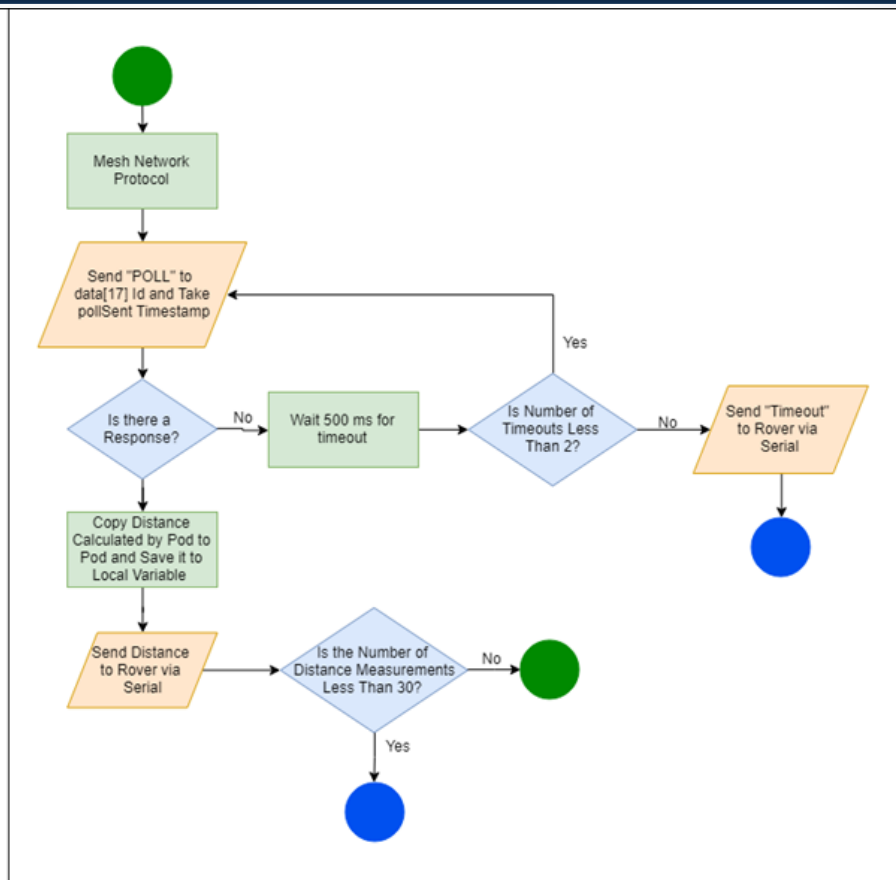 Mesh Network
Protocol
Send "POLL" to
data[17] Id and Take
pollSent Timestamp
Yes
Is there a
Response?
No
Wait 500 ms for
timeout
Is Number of
Timeouts Less
Than 2?
No
Send "Timeout"
to Rover via
Serial
Copy Distance
Calculated by Pod to
Pod and Save it to
Local Variable
Send Distance
to Rover via
Serial
Is the Number of
Distance Measurements
Less Than 30?
No
Yes